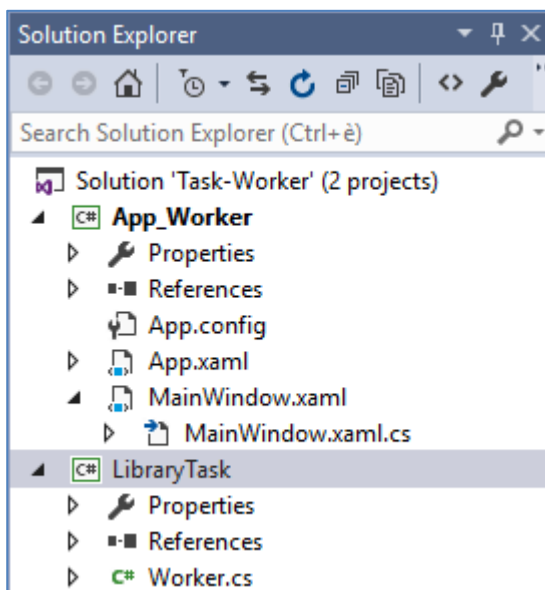 Solution Explorer
Search Solution Explorer (Ctrl+è)
Solution 'Task-Worker' (2 projects)
C# App_Worker
Properties
References
App.config
App.xaml
MainWindow.xaml
MainWindow.xaml.cs
C# LibraryTask
Properties
References
C# Worker.cs